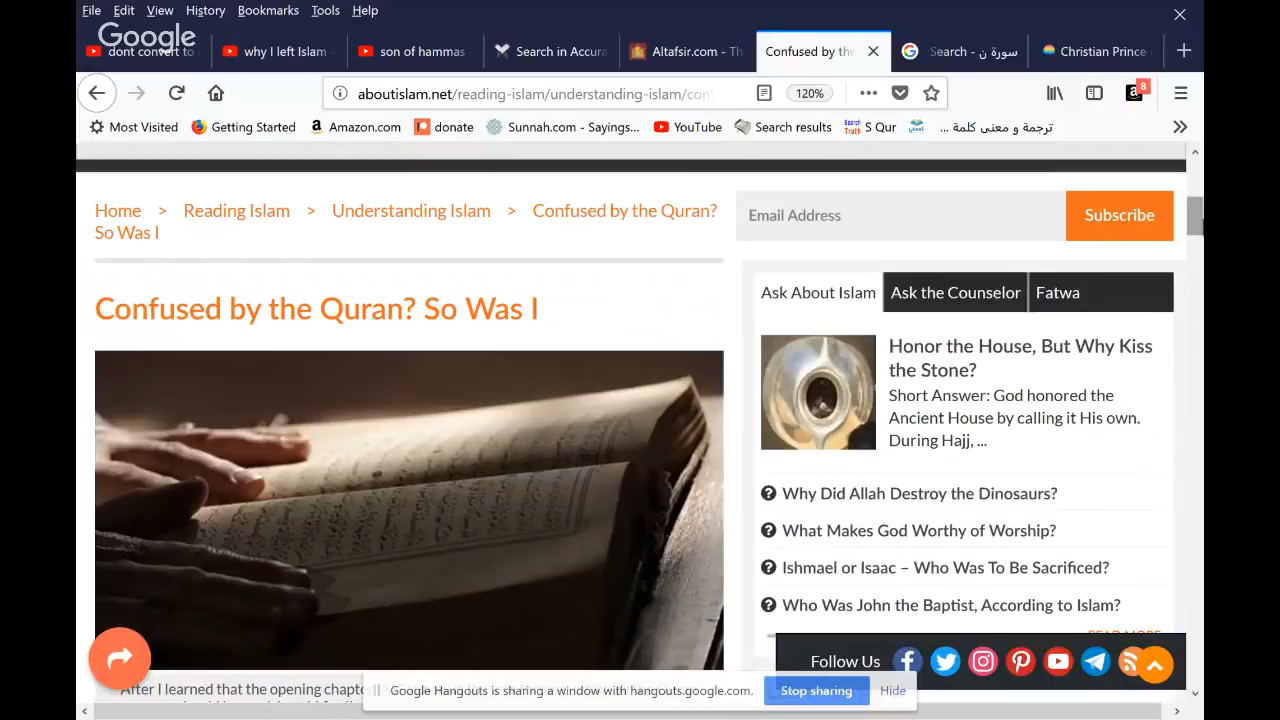 File Edit View History Bookmarks Tools Help
Google
dont convert to
why I left Islam
son of hammas
Search in Accura
Altafsir.com - Th
Confused by the
سورة ن - Search
Christian Prince
aboutislam.net/reading-islam/understanding-islam/con
120%
8
Most Visited
Getting Started
Amazon.com
donate
Sunnah.com - Sayings...
YouTube
Search results
Search Truth
S Qur
ترجمة و معنى كلمة ...
Home > Reading Islam > Understanding Islam > Confused by the Quran?
So Was I
Email Address
Subscribe
Confused by the Quran? So Was I
Ask About Islam
Ask the Counselor
Fatwa
Honor the House, But Why Kiss
the Stone?
Short Answer: God honored the
Ancient House by calling it His own.
During Hajj, ...
Why Did Allah Destroy the Dinosaurs?
What Makes God Worthy of Worship?
Ishmael or Isaac – Who Was To Be Sacrificed?
Who Was John the Baptist, According to Islam?
READ MORE
Follow Us
After I learned that the opening chapte
Google Hangouts is sharing a window with hangouts.google.com.
Stop sharing
Hide